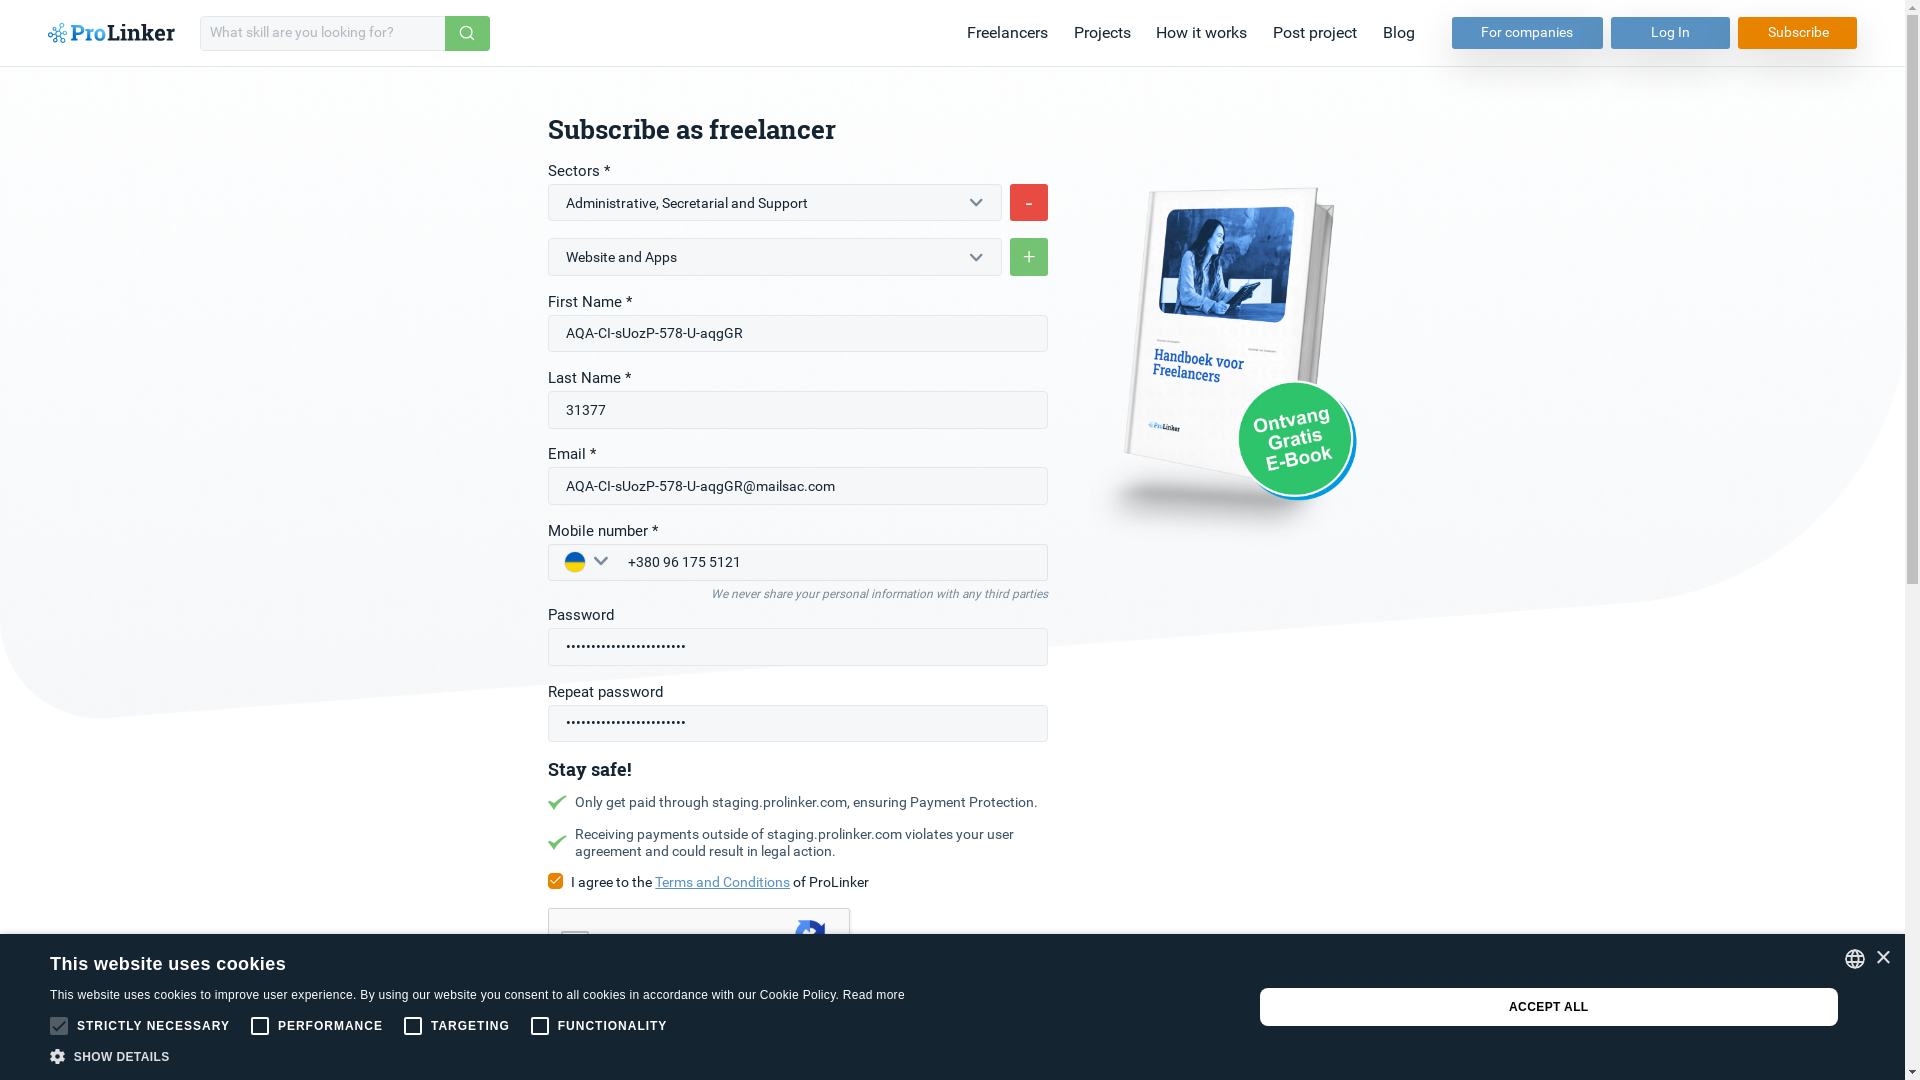 ProLinker
What skill are you looking for?
Freelancers
Projects
How it works
Post project
Blog
For companies
Log In
Subscribe
Subscribe as freelancer
Sectors *
Administrative, Secretarial and Support
-
Website and Apps
+
First Name *
AQA-CI-sUozP-578-U-aqgGR
Last Name *
31377
Email *
AQA-CI-sUozP-578-U-aqgGR@mailsac.com
Mobile number *
+380 96 175 5121
We never share your personal information with any third parties
Password
Repeat password
Stay safe!
Only get paid through staging.prolinker.com, ensuring Payment Protection.
Receiving payments outside of staging.prolinker.com violates your user
agreement and could result in legal action.
I agree to the Terms and Conditions of ProLinker
Handboek voor
Freelancers
ProLinker
Ontvang
Gratis
E-Book
This website uses cookies
This website uses cookies to improve user experience. By using our website you consent to all cookies in accordance with our Cookie Policy. Read more
STRICTLY NECESSARY
PERFORMANCE
TARGETING
FUNCTIONALITY
SHOW DETAILS
ACCEPT ALL
×